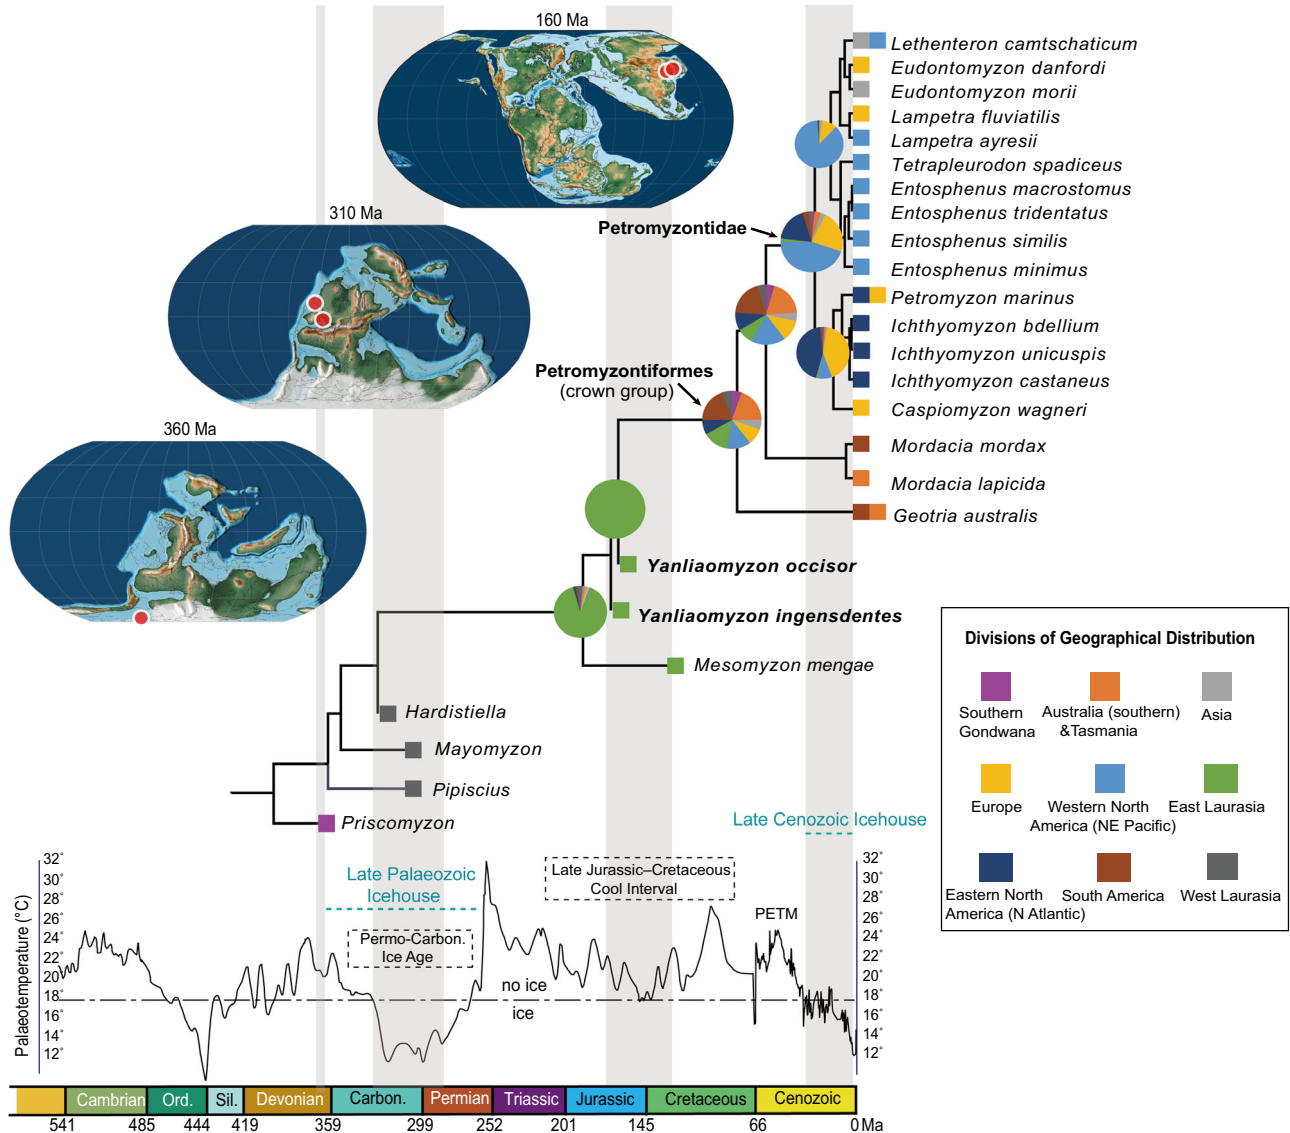 160 Ma
310 Ma
360 Ma
Lethenteron camtschaticum
Eudontomyzon danfordi
Eudontomyzon morii
Lampetra fluviatilis
Lampetra ayresii
Tetrapleurodon spadiceus
Entosphenus macrostomus
Entosphenus tridentatus
Entosphenus similis
Entosphenus minimus
Petromyzon marinus
Ichthyomyzon bdellium
Ichthyomyzon unicuspis
Ichthyomyzon castaneus
Caspiomyzon wagneri
Mordacia mordax
Mordacia lapicida
Geotria australis
Petromyzontidae
Petromyzontiformes
(crown group)
Yanliaomyzon occisor
Yanliaomyzon ingensdentes
Mesomyzon mengae
Hardistiella
Mayomyzon
Pipiscius
Priscomyzon
Divisions of Geographical Distribution
Southern
Gondwana
Australia (southern)
&Tasmania
Asia
Europe
Western North
America (NE Pacific)
East Laurasia
Eastern North
America (N Atlantic)
South America
West Laurasia
Late Cenozoic Icehouse
Late Palaeozoic
Icehouse
Late Jurassic–Cretaceous
Cool Interval
Permo-Carbon.
Ice Age
PETM
no ice
ice
Palaeotemperature (°C)
32°
30°
28°
26°
24°
22°
20°
18°
16°
14°
12°
32°
30°
28°
26°
24°
22°
20°
18°
16°
14°
12°
Cambrian Ord. Sil. Devonian Carbon. Permian Triassic Jurassic Cretaceous Cenozoic
541 485 444 419 359 299 252 201 145 66 0 Ma